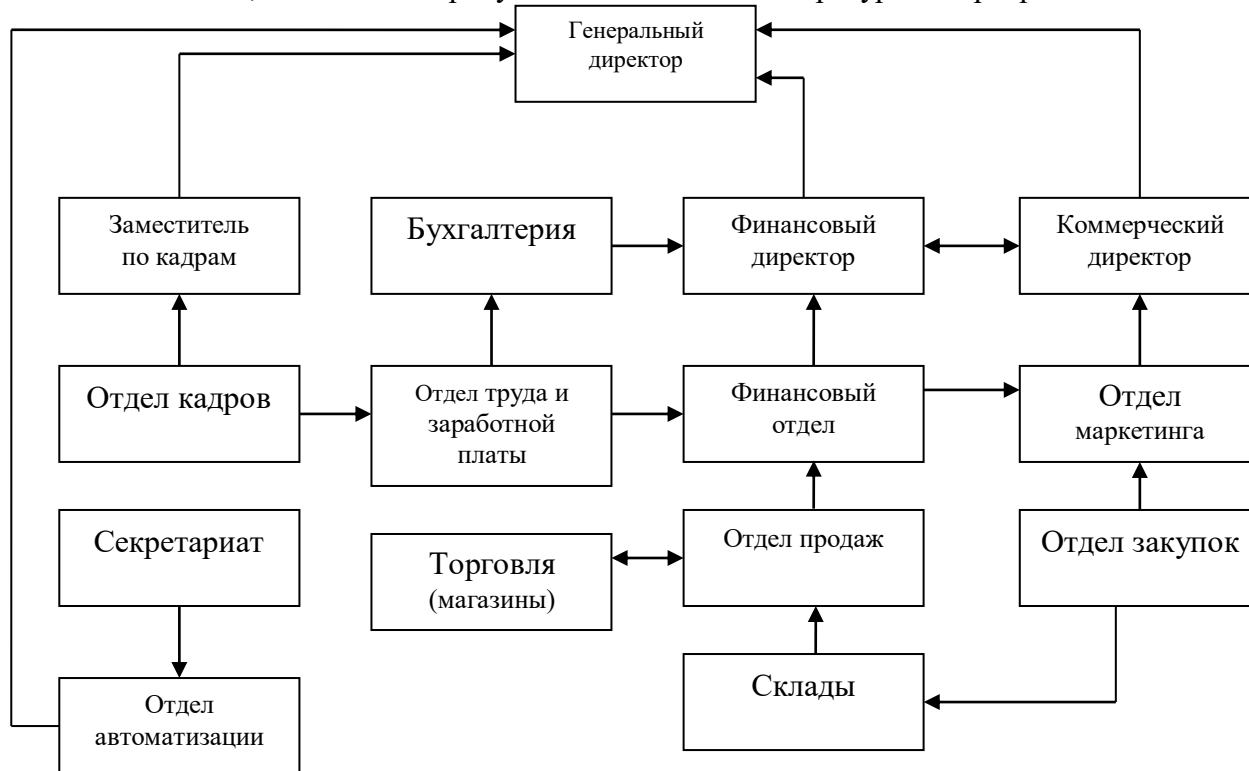 Генеральный
директор
Заместитель
по кадрам
Бухгалтерия
Финансовый
директор
Коммерческий
директор
Отдел кадров
Отдел труда и
заработной
платы
Финансовый
отдел
Отдел
маркетинга
Секретариат
Торговля
(магазины)
Отдел продаж
Отдел закупок
Отдел
автоматизации
Склады